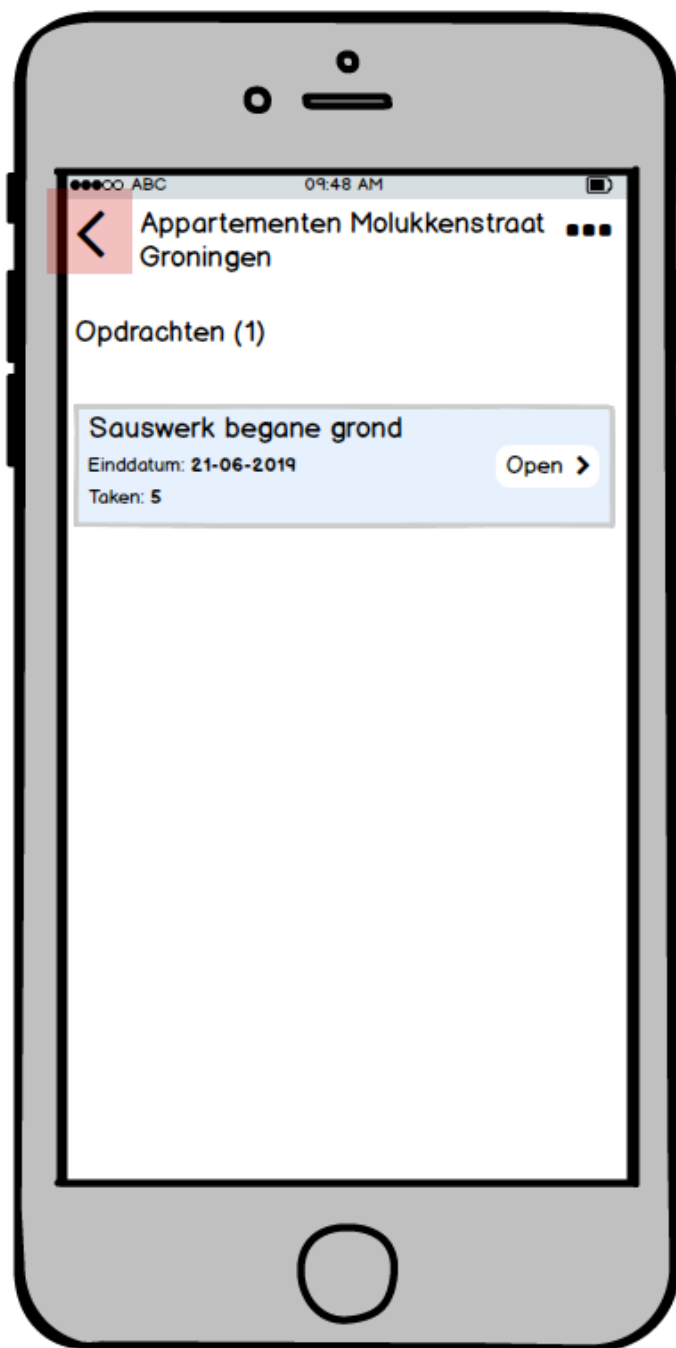 ABC 09:48 AM
Appartementen Molukkenstraat
Groningen
Opdrachten (1)
Sauswerk begane grond
Einddatum: 21-06-2019
Open
Taken: 5